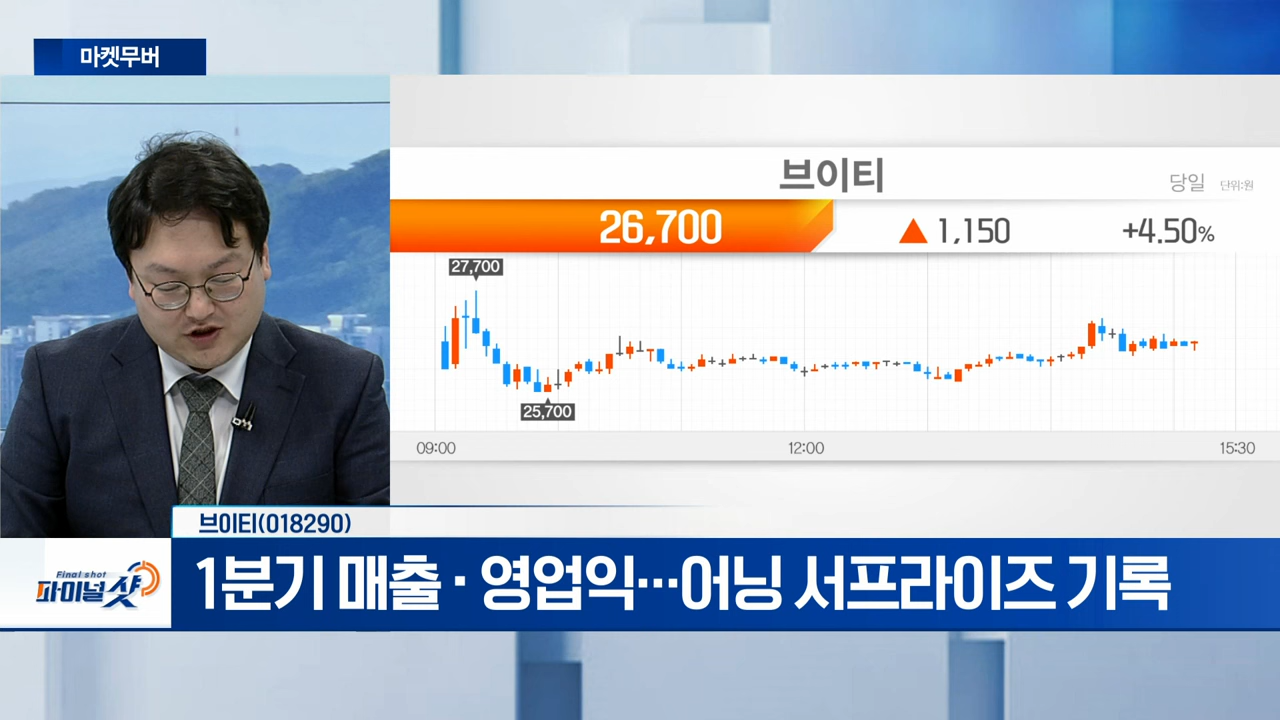 마켓무버
브이티
당일 단위:원
26,700 ▲ 1,150 +4.50%
27,700
25,700
09:00 12:00 15:30
브이티(018290)
Final shot
파이널샷
1분기 매출·영업익…어닝 서프라이즈 기록